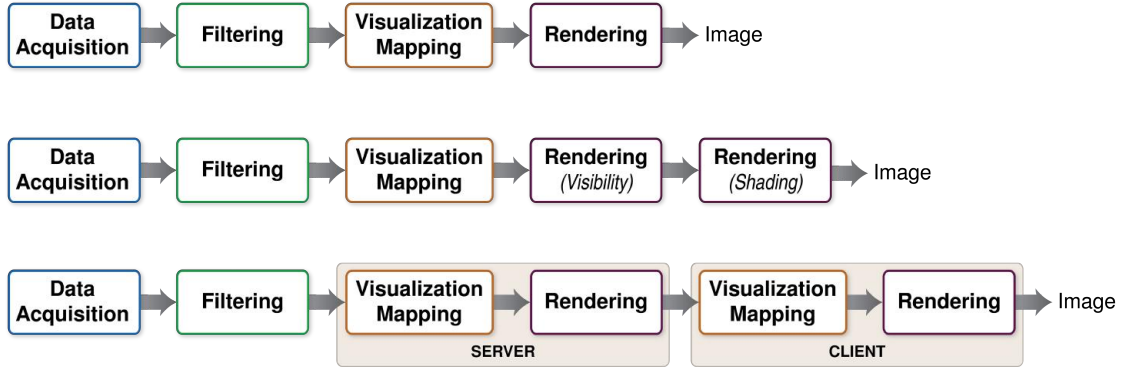 Data
Acquisition
Filtering
Visualization
Mapping
Rendering
Image
Data
Acquisition
Filtering
Visualization
Mapping
Rendering
(Visibility)
Rendering
(Shading)
Image
Data
Acquisition
Filtering
Visualization
Mapping
Rendering
SERVER
Visualization
Mapping
Rendering
CLIENT
Image